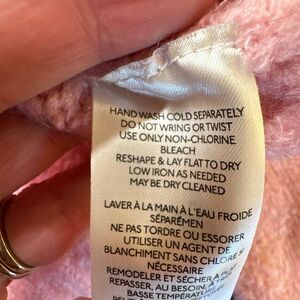 HAND WASH COLD SEPARATELY
DO NOT WRING OR TWIST
USE ONLY NON-CHLORINE
BLEACH
RESHAPE & LAY FLAT TO DRY
LOW IRON AS NEEDED
MAY BE DRY CLEANED
LAVER À LA MAIN À L'EAU FROIDE
SÉPARÉMEN
NE PAS TORDRE OU ESSORER
UTILISER UN AGENT DE
BLANCHIMENT SANS CHLORE SI
NÉCESSAIRE
REMODELER ET SÉCHER À PLAT
REPASSER, AU BESOIN, À
BASSE TEMPÉRATURE